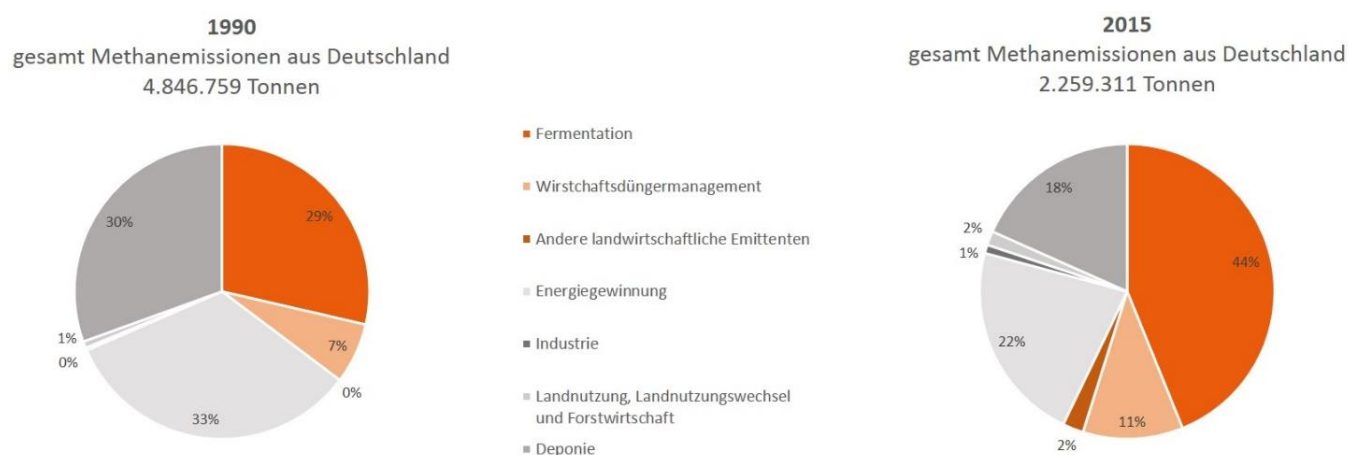 1990
gesamt Methanemissionen aus Deutschland
4.846.759 Tonnen
30%
29%
1%
0%
7%
0%
33%
Fermentation
Wirstchaftsdüngermanagement
Andere landwirtschaftliche Emittenten
Energiegewinnung
Industrie
Landnutzung, Landnutzungswechsel
und Forstwirtschaft
Deponie
2015
gesamt Methanemissionen aus Deutschland
2.259.311 Tonnen
18%
2%
1%
44%
22%
11%
2%